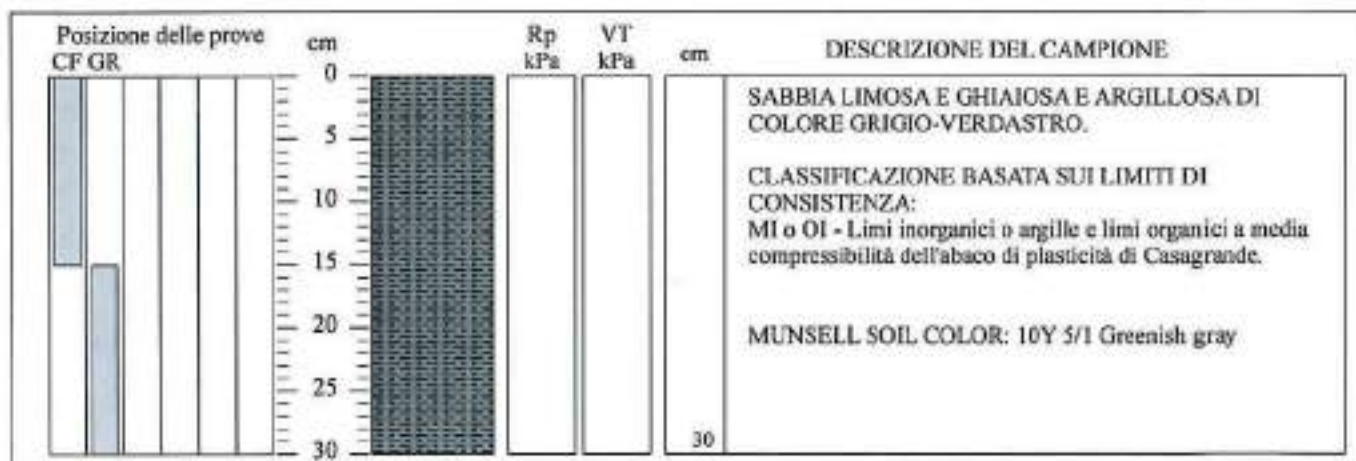 Posizione delle prove
CF GR
cm
Rp
kPa
VT
kPa
cm
DESCRIZIONE DEL CAMPIONE
0
5
10
15
20
25
30
30
SABBIA LIMOSA E GHIAIOSA E ARGILLOSA DI
COLORE GRIGIO-VERDASTRO.
CLASSIFICAZIONE BASATA SUI LIMITI DI
CONSISTENZA:
MI o OI - Limi inorganici o argille e limi organici a media
compressibilità dell'abaco di plasticità di Casagrande.
MUNSELL SOIL COLOR: 10Y 5/1 Greenish gray